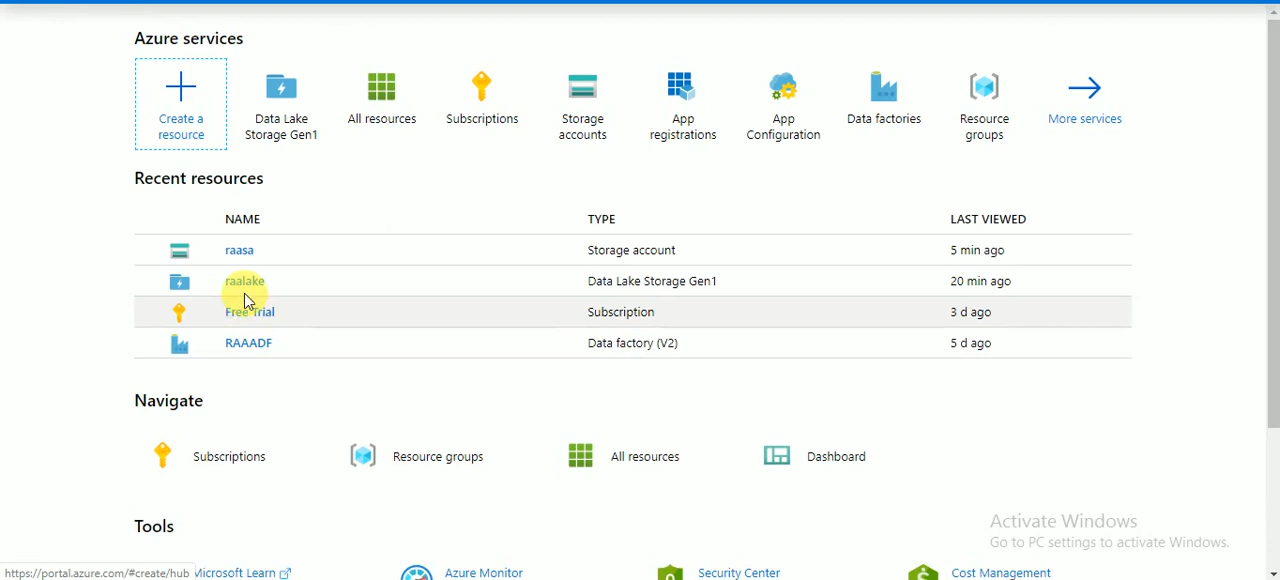 Azure services
Create a resource
Data Lake Storage Gen1
All resources
Subscriptions
Storage accounts
App registrations
App Configuration
Data factories
Resource groups
More services
Recent resources
NAME TYPE LAST VIEWED
raasa Storage account 5 min ago
raalake Data Lake Storage Gen1 20 min ago
Free Trial Subscription 3 d ago
RAAADF Data factory (V2) 5 d ago
Navigate
Subscriptions Resource groups All resources Dashboard
Tools
Activate Windows
Go to PC settings to activate Windows.
https://portal.azure.com/#create/hub
Microsoft Learn Azure Monitor Security Center Cost Management